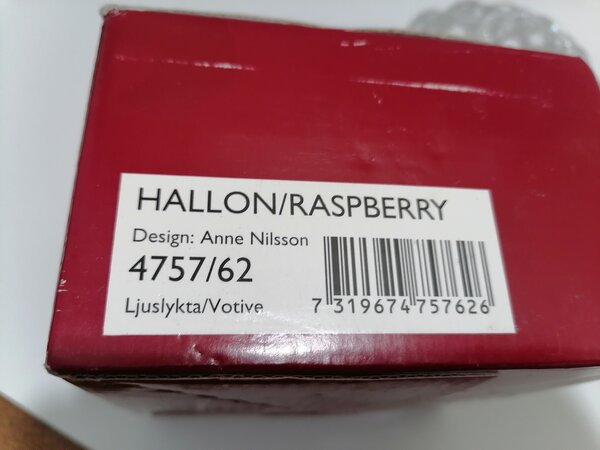 HALLON/RASPBERRY
Design: Anne Nilsson
4757/62
Ljuslykta/Votive
7 319674 757626